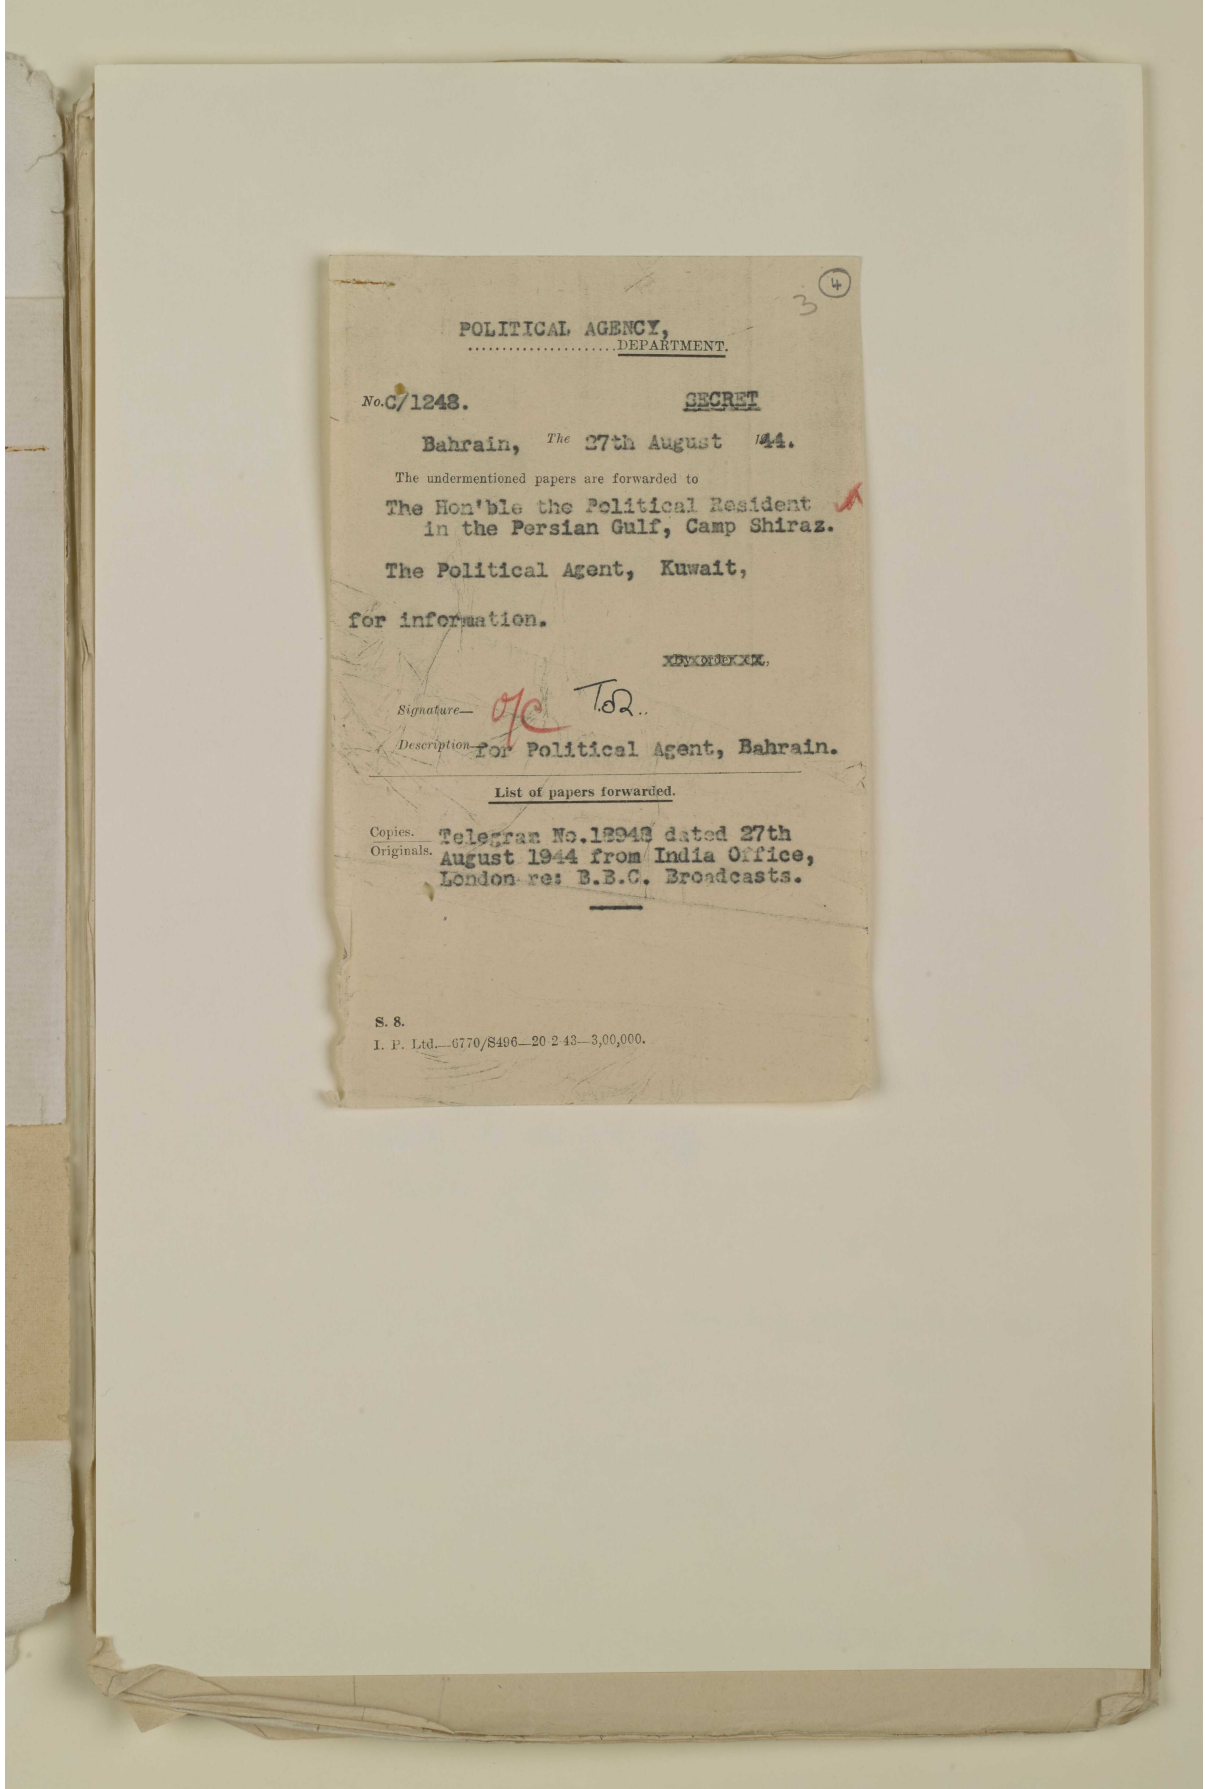 4
3
POLITICAL AGENCY,
......................DEPARTMENT.
No.C/1248. SECRET
Bahrain, The 27th August '44.
The undermentioned papers are forwarded to
The Hon'ble the Political Resident
in the Persian Gulf, Camp Shiraz.
The Political Agent, Kuwait,
for information.
Signature— O/C
Description—for Political Agent, Bahrain.
List of papers forwarded.
Copies. Telegram No.18948 dated 27th
Originals. August 1944 from India Office,
London re: B.B.C. Broadcasts.
S. 8.
I. P. Ltd.—6770/S496—20-2-43—3,00,000.